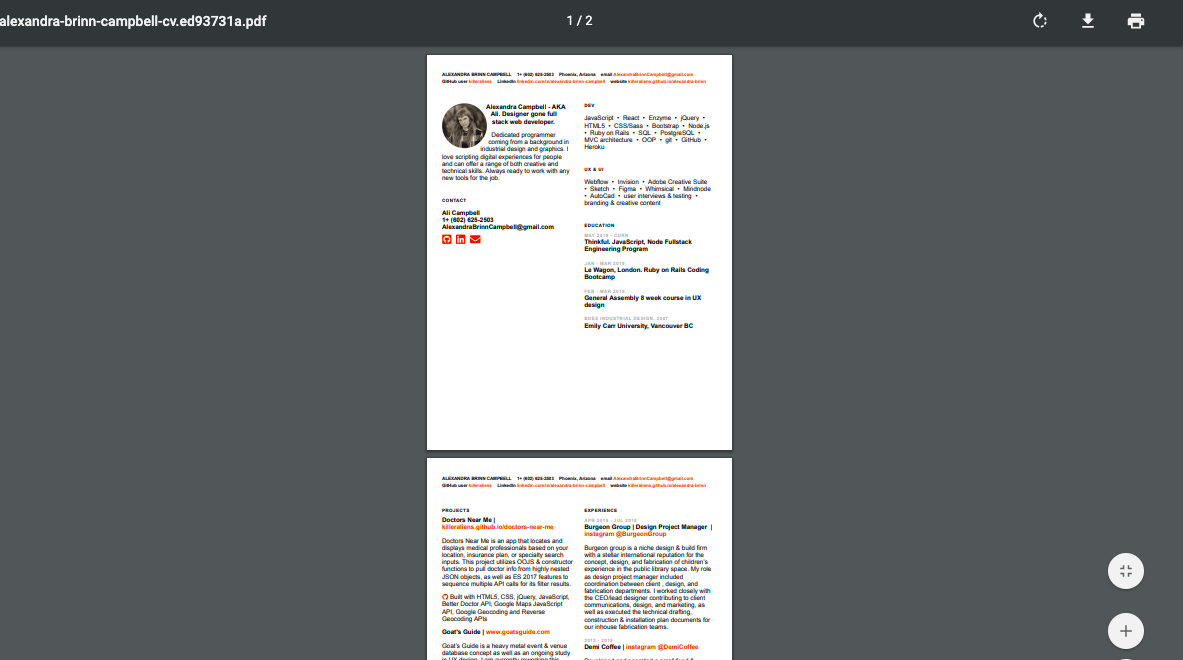 alexandra-brinn-campbell-cv.ed93731a.pdf
1 / 2
ALEXANDRA BRINN CAMPBELL 1+ (602) 625-2503 Phoenix, Arizona email AlexandraBrinnCampbell@gmail.com
GitHub user killeraliens LinkedIn linkedin.com/in/alexandra-brinn-campbell website killeraliens.github.io/alexandra-brinn
Alexandra Campbell - AKA
Ali. Designer gone full
stack web developer.
Dedicated programmer
coming from a background in
industrial design and graphics. I
love scripting digital experiences for people
and can offer a range of both creative and
technical skills. Always ready to work with any
new tools for the job.
CONTACT
Ali Campbell
1+ (602) 625-2503
AlexandraBrinnCampbell@gmail.com
DEV
JavaScript • React • Enzyme • jQuery •
HTML5 • CSS/Sass • Bootstrap • Node.js
• Ruby on Rails • SQL • PostgreSQL •
MVC architecture • OOP • git • GitHub •
Heroku
UX & UI
Webflow • Invision • Adobe Creative Suite
• Sketch • Figma • Whimsical • Mindnode
• AutoCad • user interviews & testing •
branding & creative content
EDUCATION
MAY 2019 - CURR
Thinkful. JavaScript, Node Fullstack
Engineering Program
JAN - MAR 2019
Le Wagon, London. Ruby on Rails Coding
Bootcamp
FEB - MAR 2018
General Assembly 8 week course in UX
design
INDUSTRIAL DESIGN, 2007
Emily Carr University, Vancouver BC
ALEXANDRA BRINN CAMPBELL 1+ (602) 625-2503 Phoenix, Arizona email AlexandraBrinnCampbell@gmail.com
GitHub user killeraliens LinkedIn linkedin.com/in/alexandra-brinn-campbell website killeraliens.github.io/alexandra-brinn
PROJECTS
Doctors Near Me |
killeraliens.github.io/doctors-near-me
Doctors Near Me is an app that locates and
displays medical professionals based on your
location, insurance plan, or specialty search
inputs. This project utilizes OOJS & constructor
functions to pull doctor info from highly nested
JSON objects, as well as ES 2017 features to
sequence multiple API calls for its filter results.
Built with HTML5, CSS, jQuery, JavaScript,
Better Doctor API, Google Maps JavaScript
API, Google Geocoding and Reverse
Geocoding APIs
Goat's Guide | www.goatsguide.com
Goat's Guide is a heavy metal event & venue
database concept as well as an ongoing study
in UX design. I am currently reworking this
EXPERIENCE
APR 2015 - JUL 2018
Burgeon Group | Design Project Manager |
instagram @BurgeonGroup
Burgeon group is a niche design & build firm
with a stellar international reputation for the
concept, design, and fabrication of children's
experience in the public library space. My role
as design project manager included
coordination between client , design, and
fabrication departments. I worked closely with
the CEO/lead designer contributing to client
communications, design, and marketing, as
well as executed the technical drafting,
construction & installation plan documents for
our inhouse fabrication teams.
2012 - 2016
Demi Coffee | instagram @DemiCoffee